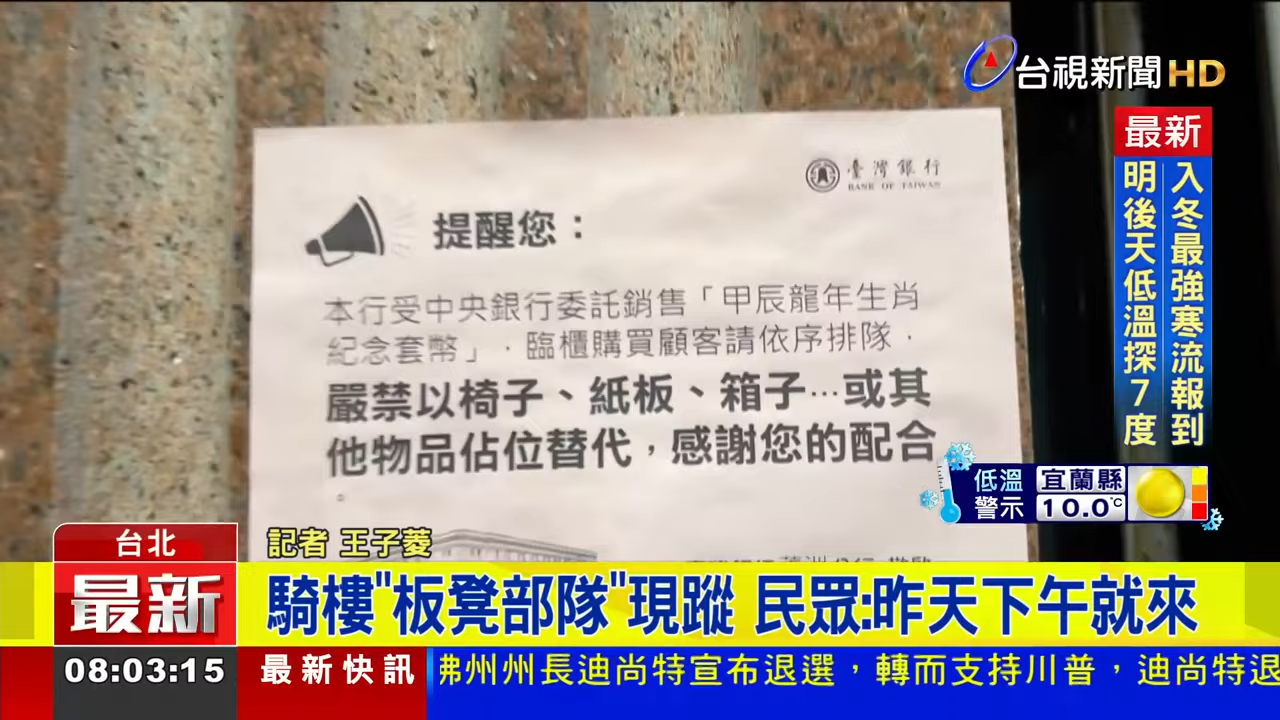 台視新聞HD
最新
入冬最強寒流報到
明後天低溫探7度
臺灣銀行
BANK OF TAIWAN
提醒您：
本行受中央銀行委託銷售「甲辰龍年生肖
紀念套幣」，臨櫃購買顧客請依序排隊，
嚴禁以椅子、紙板、箱子…或其
他物品佔位替代，感謝您的配合
。
低溫
警示
宜蘭縣
10.0℃
台北
最新
記者 王子菱
騎樓"板凳部隊"現蹤 民眾:昨天下午就來
08:03:15
最新快訊
佛州州長迪尚特宣布退選，轉而支持川普，迪尚特退